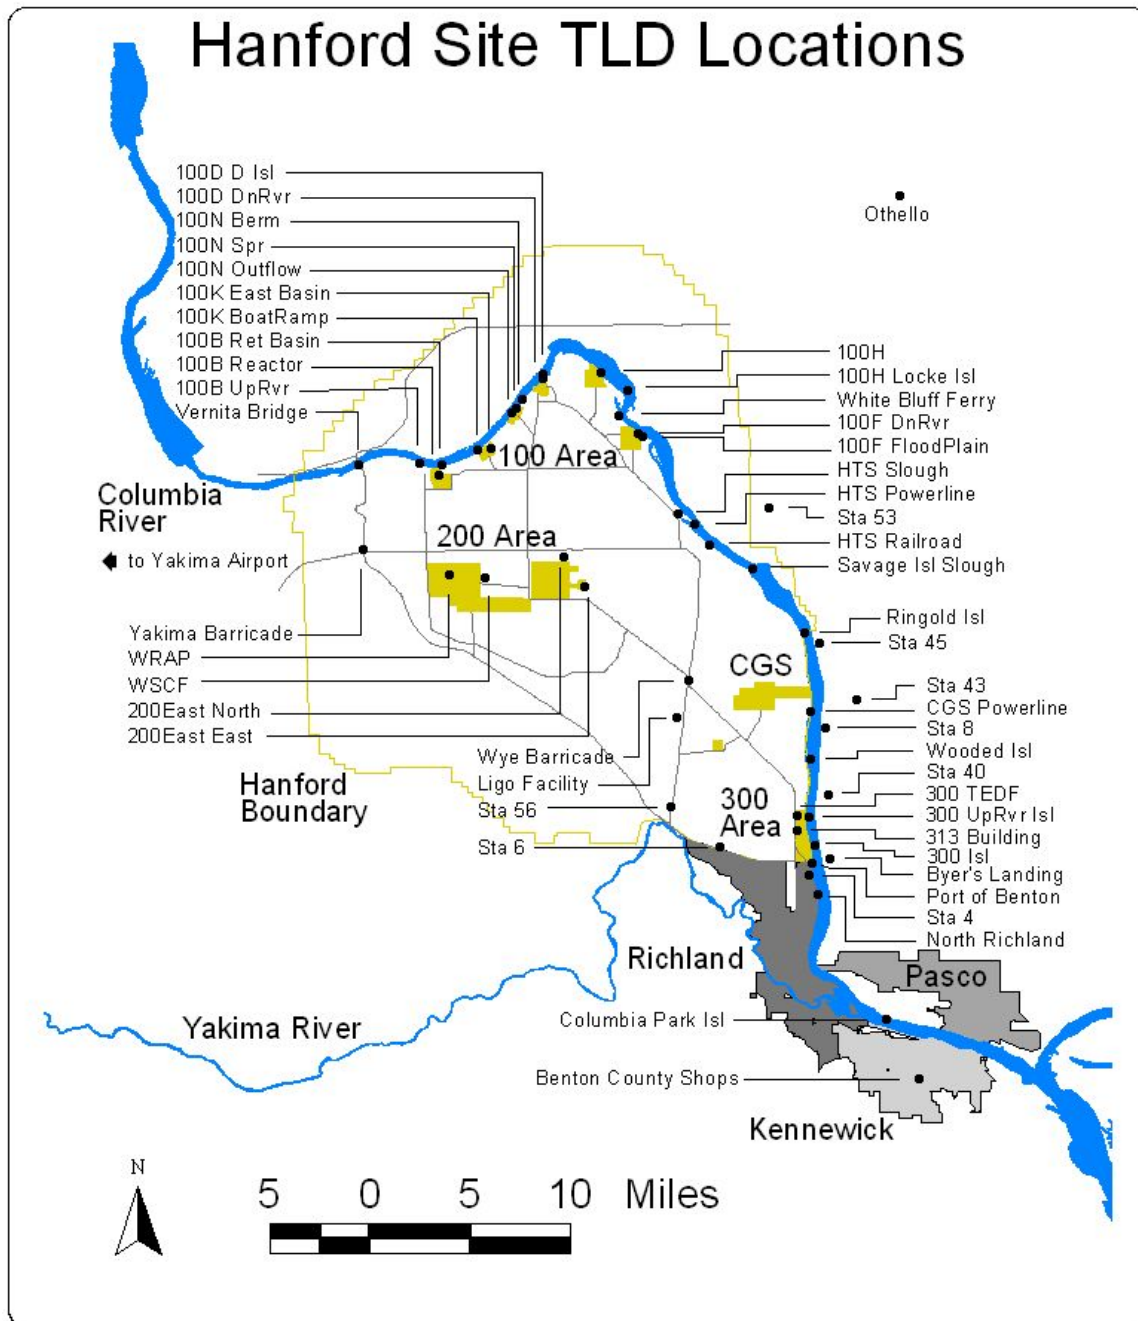 Hanford Site TLD Locations
100D D Isl
100D DnRvr
100N Berm
100N Spr
100N Outflow
100K East Basin
100K BoatRamp
100B Ret Basin
100B Reactor
100B UpRvr
Vernita Bridge
Othello
100H
100H Locke Isl
White Bluff Ferry
100F DnRvr
100F FloodPlain
HTS Slough
HTS Powerline
Sta 53
HTS Railroad
Savage Isl Slough
100 Area
Columbia
River
200 Area
to Yakima Airport
Yakima Barricade
WRAP
WSCF
200East North
200East East
Ringold Isl
Sta 45
CGS
Sta 43
CGS Powerline
Sta 8
Wooded Isl
Sta 40
300 TEDF
300 UpRvr Isl
313 Building
300 Isl
Byer's Landing
Port of Benton
Sta 4
North Richland
Wye Barricade
Ligo Facility
Sta 56
Sta 6
Hanford
Boundary
300
Area
Richland
Pasco
Yakima River
Columbia Park Isl
Benton County Shops
Kennewick
N
5 0 5 10 Miles